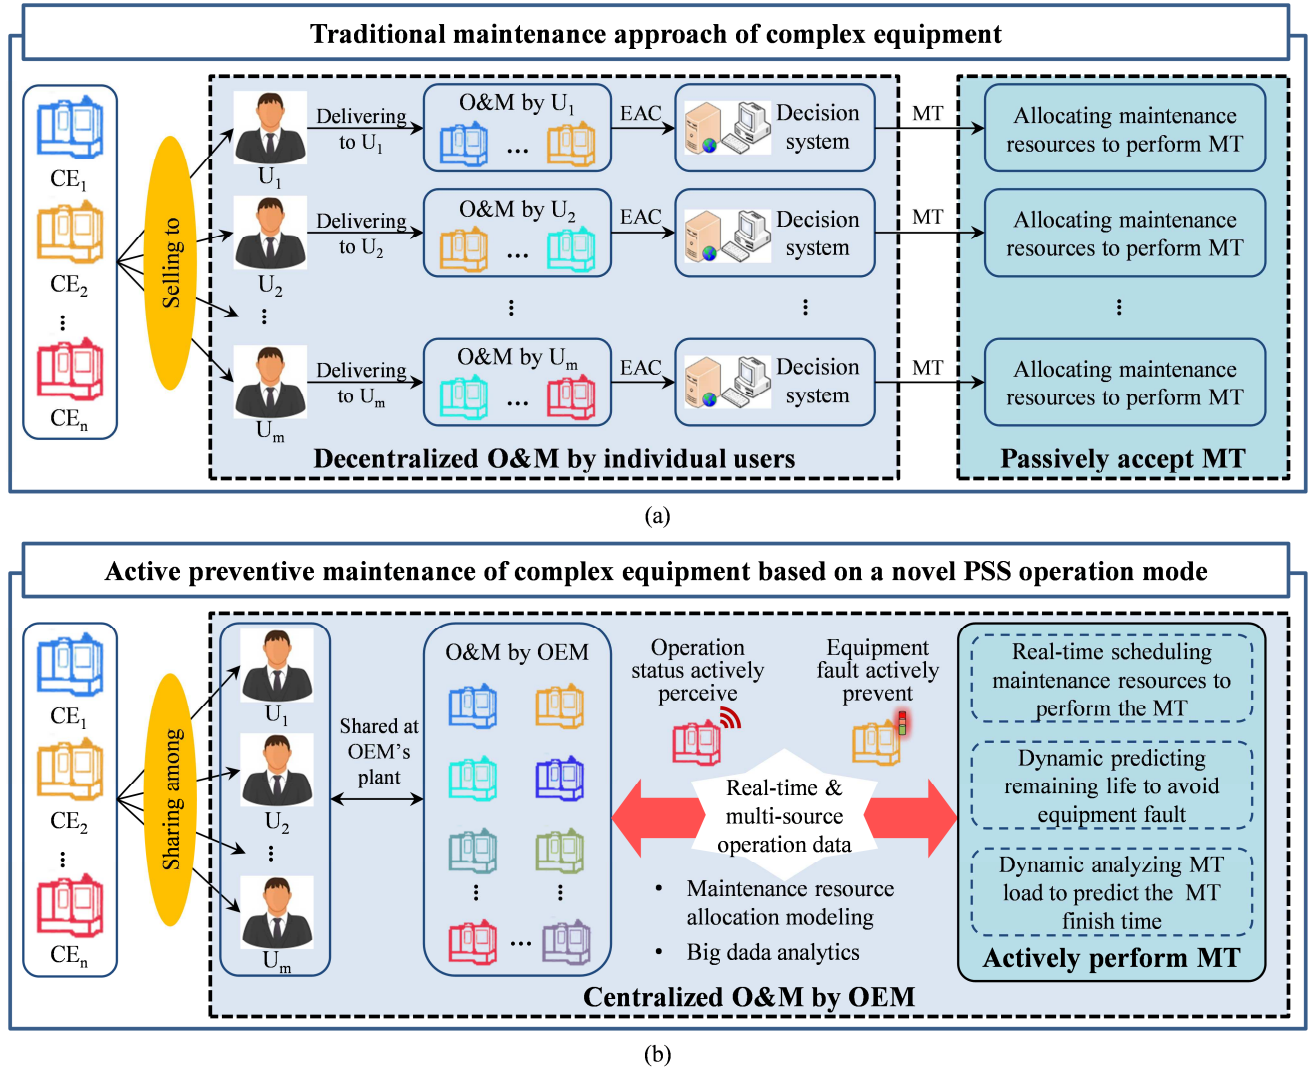 Traditional maintenance approach of complex equipment
CE1
CE2
CEn
Selling to
U1
U2
Um
Delivering
to U1
Delivering
to U2
Delivering
to Um
O&M by U1
...
O&M by U2
...
O&M by Um
...
EAC
EAC
EAC
Decision
system
Decision
system
Decision
system
MT
MT
MT
Allocating maintenance
resources to perform MT
Allocating maintenance
resources to perform MT
Allocating maintenance
resources to perform MT
Decentralized O&M by individual users
Passively accept MT
(a)
Active preventive maintenance of complex equipment based on a novel PSS operation mode
CE1
CE2
CEn
Sharing among
U1
U2
Um
Shared at
OEM's
plant
O&M by OEM
...
Operation
status actively
perceive
Equipment
fault actively
prevent
Real-time &
multi-source
operation data
• Maintenance resource
allocation modeling
• Big dada analytics
Real-time scheduling
maintenance resources to
perform the MT
Dynamic predicting
remaining life to avoid
equipment fault
Dynamic analyzing MT
load to predict the MT
finish time
Actively perform MT
Centralized O&M by OEM
(b)